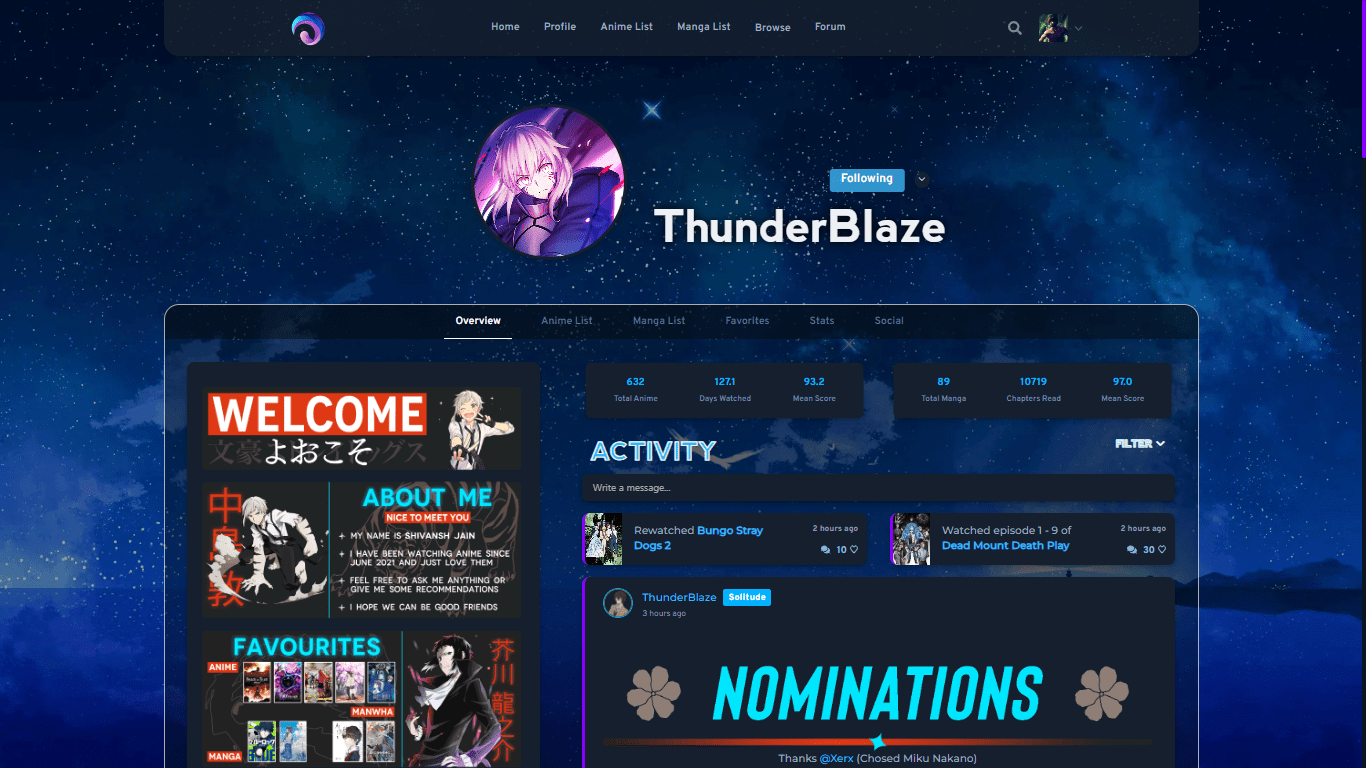 Home Profile Anime List Manga List Browse Forum
Following
ThunderBlaze
Overview Anime List Manga List Favorites Stats Social
WELCOME
よおこそ
中島敦
ABOUT ME
NICE TO MEET YOU
+ MY NAME IS SHIVANSH JAIN
+ I HAVE BEEN WATCHING ANIME SINCE
JUNE 2021 AND JUST LOVE THEM
+ FEEL FREE TO ASK ME ANYTHING OR
GIVE ME SOME RECOMMENDATIONS
+ I HOPE WE CAN BE GOOD FRIENDS
FAVOURITES
ANIME
MANWHA
MANGA
芥川龍之介
632 127.1 93.2
Total Anime Days Watched Mean Score
89 10719 97.0
Total Manga Chapters Read Mean Score
ACTIVITY
FILTER
Write a message...
Rewatched Bungo Stray
Dogs 2
2 hours ago
10
Watched episode 1 - 9 of
Dead Mount Death Play
2 hours ago
30
ThunderBlaze Solitude
3 hours ago
NOMINATIONS
Thanks @Xerx (Chosed Miku Nakano)